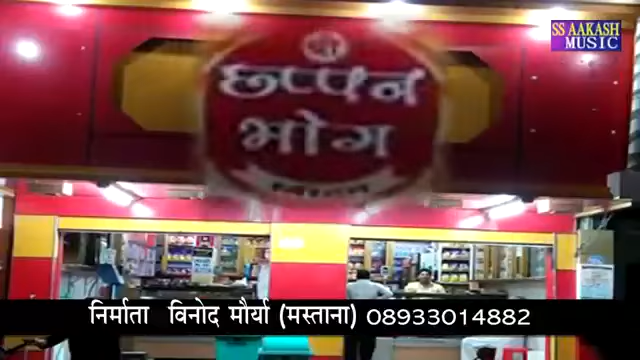 SS AAKASH
MUSIC
श्री
छप्पन
भोग
निर्माता विनोद मौर्या (मस्ताना) 08933014882